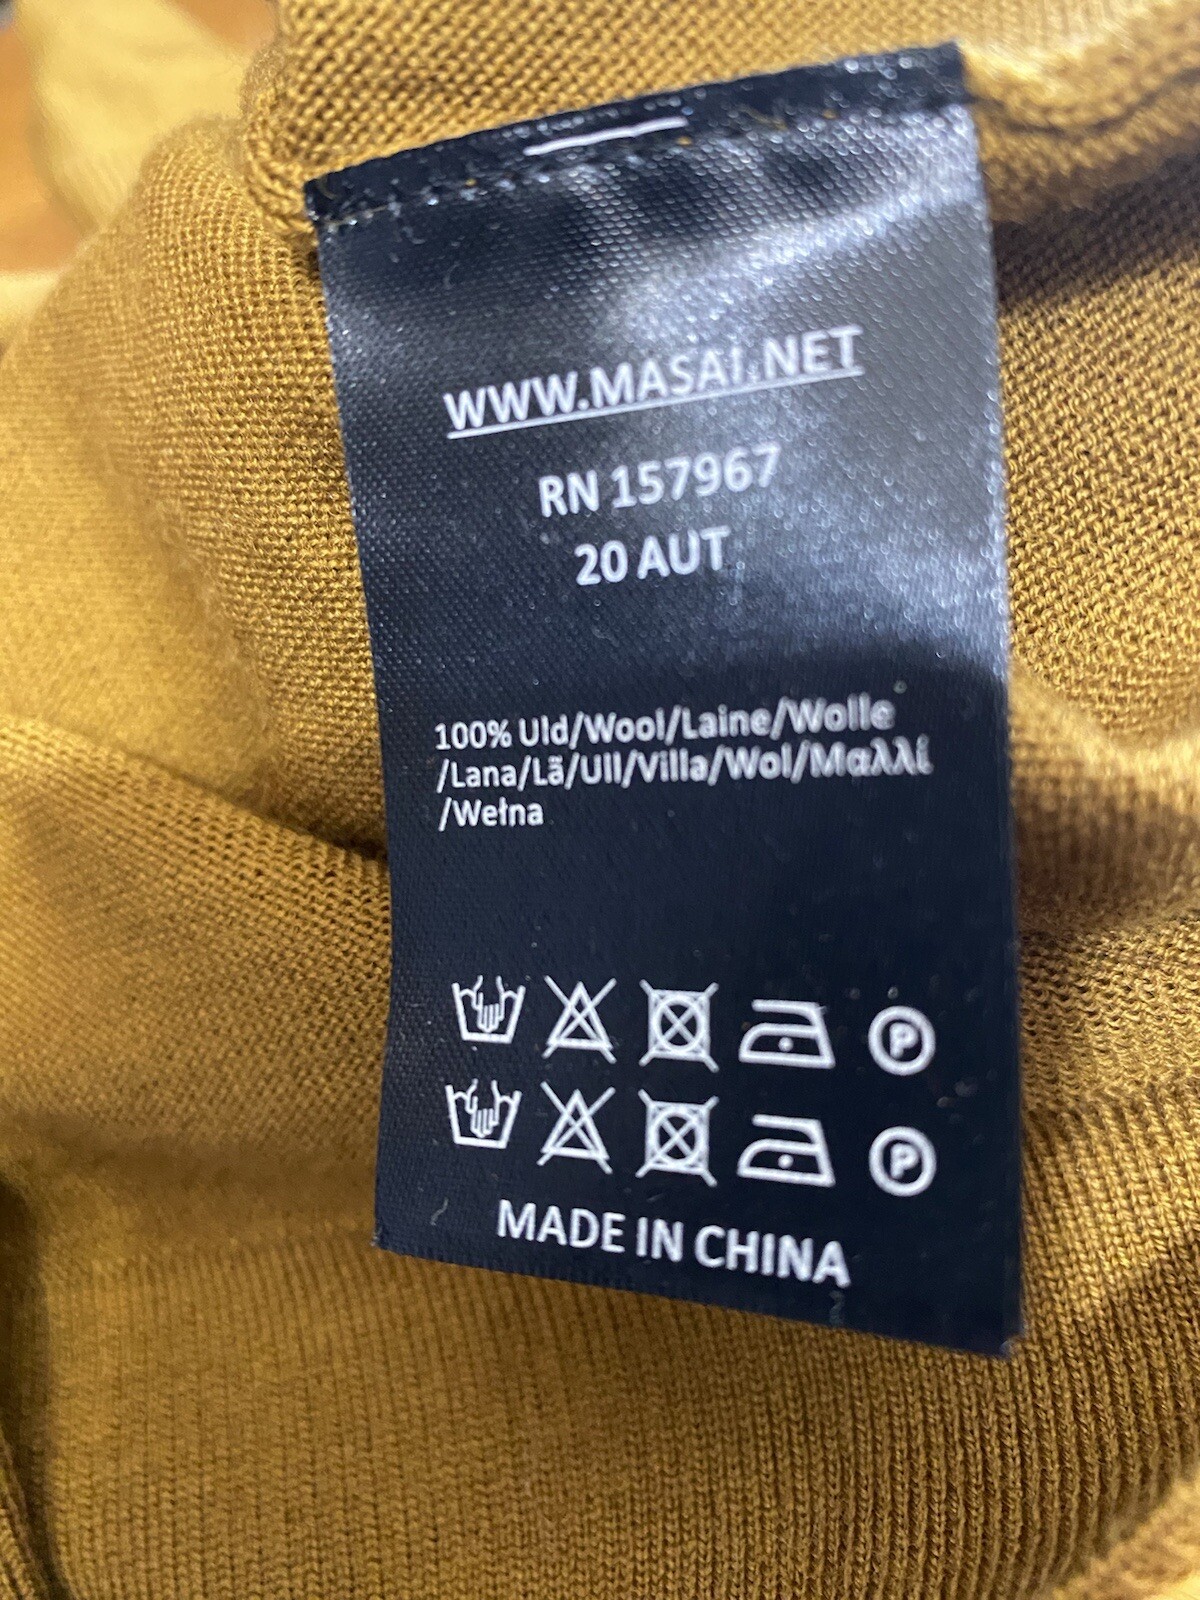 WWW.MASAI.NET
RN 157967
20 AUT
100% Uld/Wool/Laine/Wolle
/Lana/Lã/Ull/Villa/Wol/Μαλλί
/Wełna
P
P
MADE IN CHINA